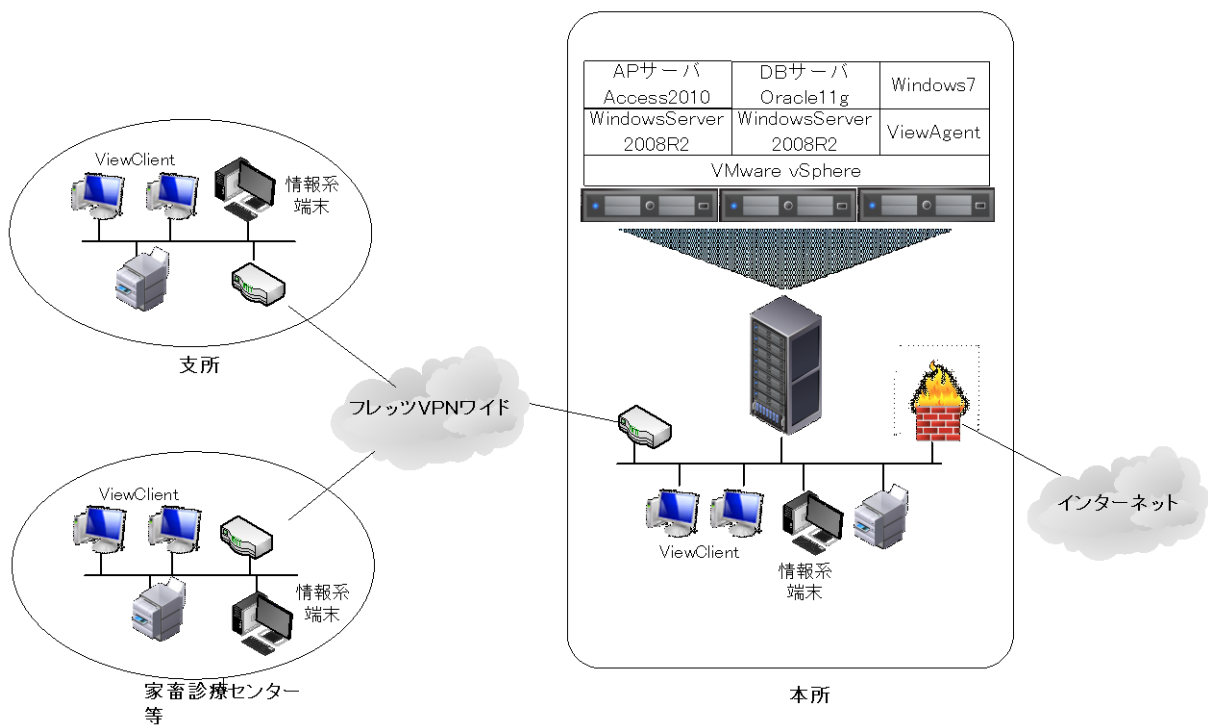 APサーバ
Access2010
DBサーバ
Oracle11g
Windows7
WindowsServer
2008R2
WindowsServer
2008R2
ViewAgent
VMware vSphere
ViewClient
情報系
端末
支所
フレッツVPNワイド
ViewClient
情報系
端末
家畜診療センター
等
ViewClient
情報系
端末
インターネット
本所